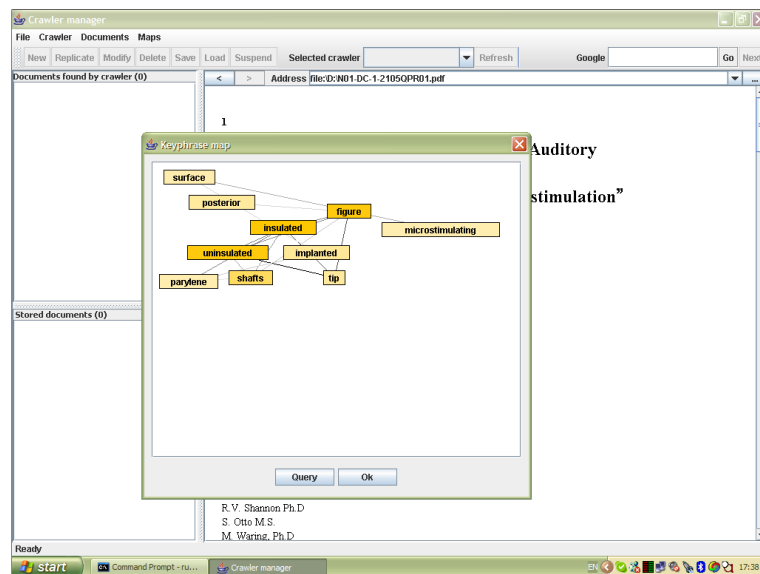 Crawler manager
File Crawler Documents Maps
New Replicate Modify Delete Save Load Suspend Selected crawler Refresh Google Go Next
Documents found by crawler (0)
< > Address file:D:\N01-DC-1-2105QPR01.pdf ...
1
Keyphrase map
Auditory
surface
posterior
stimulation”
figure
insulated
microstimulating
uninsulated
implanted
parylene
shafts
tip
Stored documents (0)
Query Ok
R.V. Shannon Ph.D
S. Otto M.S.
M. Waring, Ph.D
Ready
start Command Prompt - ru... Crawler manager EN 17:38